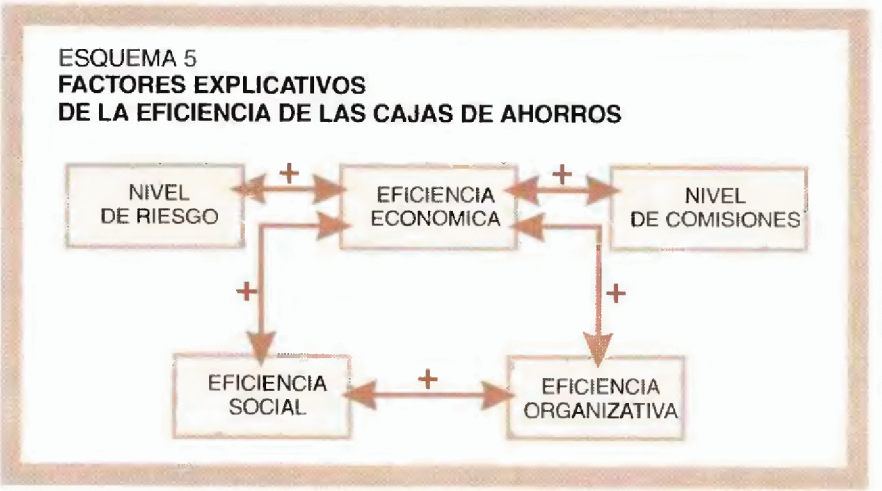 ESQUEMA 5
FACTORES EXPLICATIVOS
DE LA EFICIENCIA DE LAS CAJAS DE AHORROS
NIVEL
DE RIESGO
+
EFICIENCIA
ECONOMICA
+
NIVEL
DE COMISIONES
+
+
EFICIENCIA
SOCIAL
+
EFICIENCIA
ORGANIZATIVA